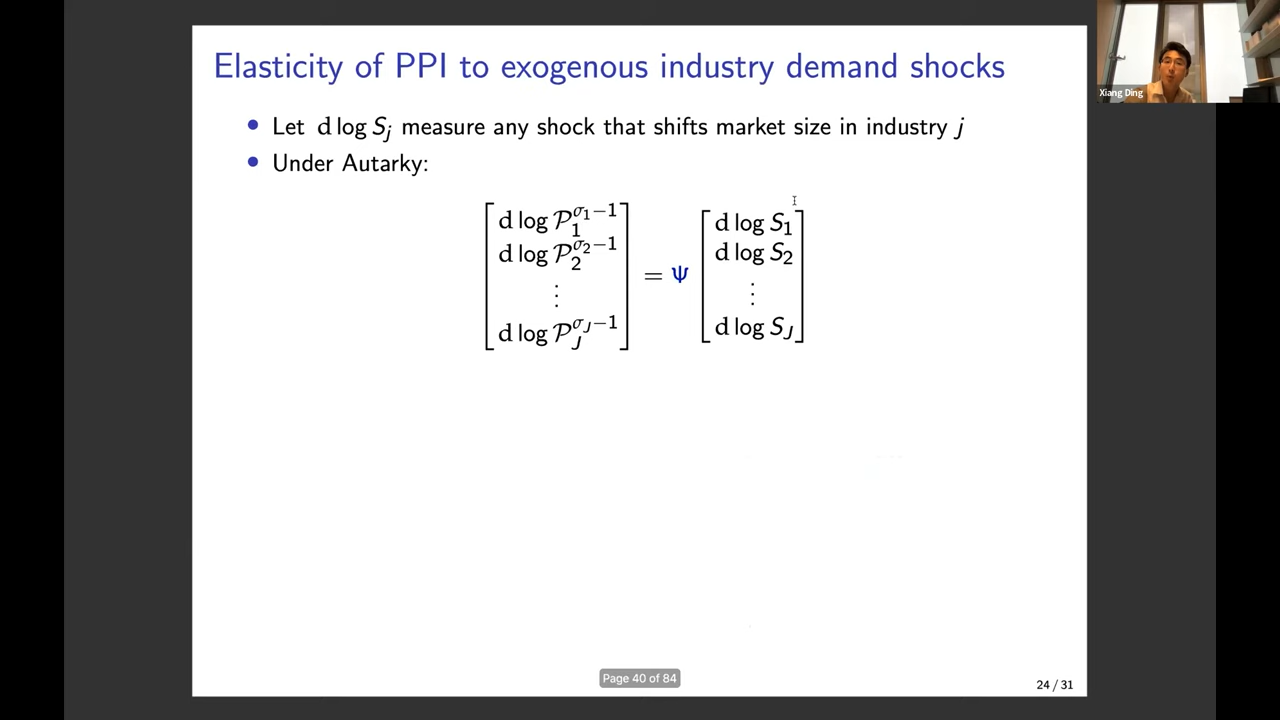 Elasticity of PPI to exogenous industry demand shocks
Xiang Ding
• Let d log S_j measure any shock that shifts market size in industry j
• Under Autarky:
[d log 𝒫_1^{σ_1−1}
d log 𝒫_2^{σ_2−1}
⋮
d log 𝒫_J^{σ_J−1}]
= Ψ
[d log S_1
d log S_2
⋮
d log S_J]
Page 40 of 84
24 / 31